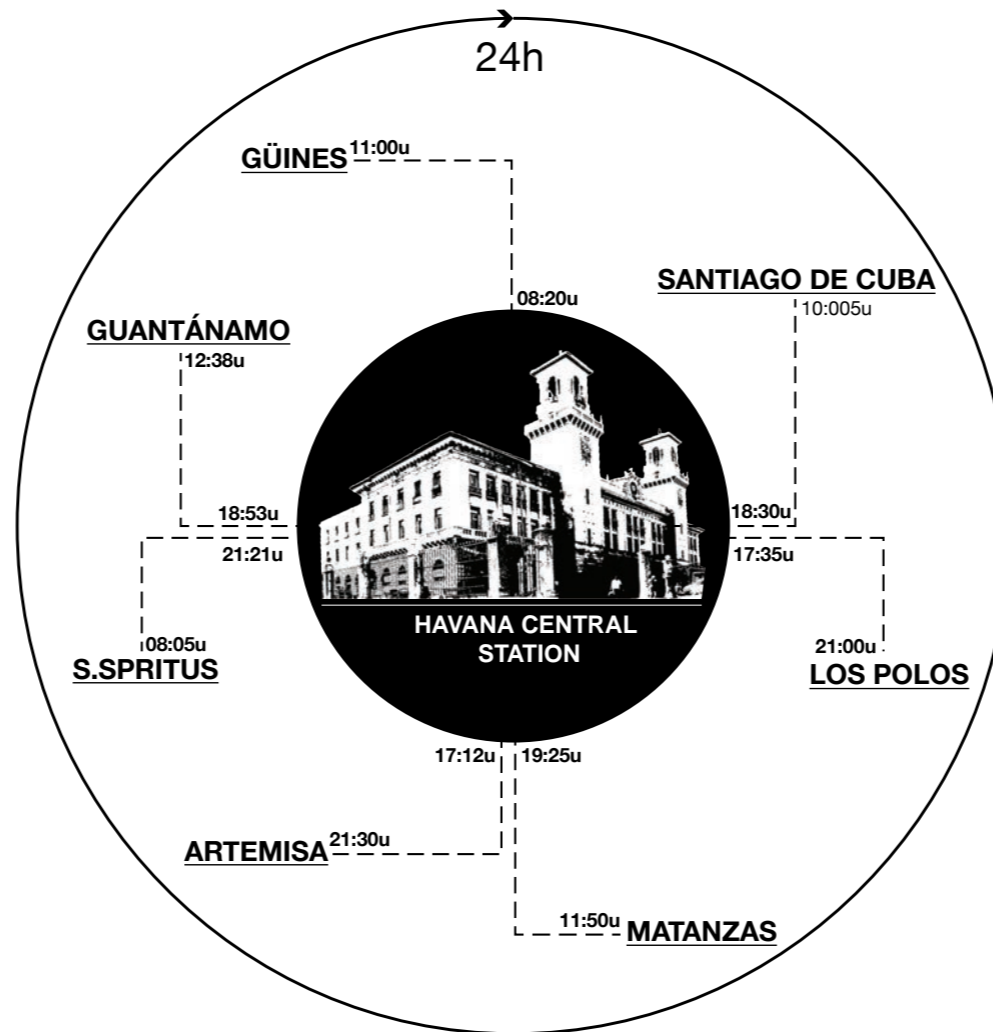 24h
GÜINES 11:00u
08:20u
SANTIAGO DE CUBA
10:005u
GUANTÁNAMO
12:38u
18:53u
18:30u
21:21u
17:35u
HAVANA CENTRAL
STATION
08:05u
S.SPRITUS
21:00u
LOS POLOS
17:12u
19:25u
ARTEMISA 21:30u
11:50u MATANZAS